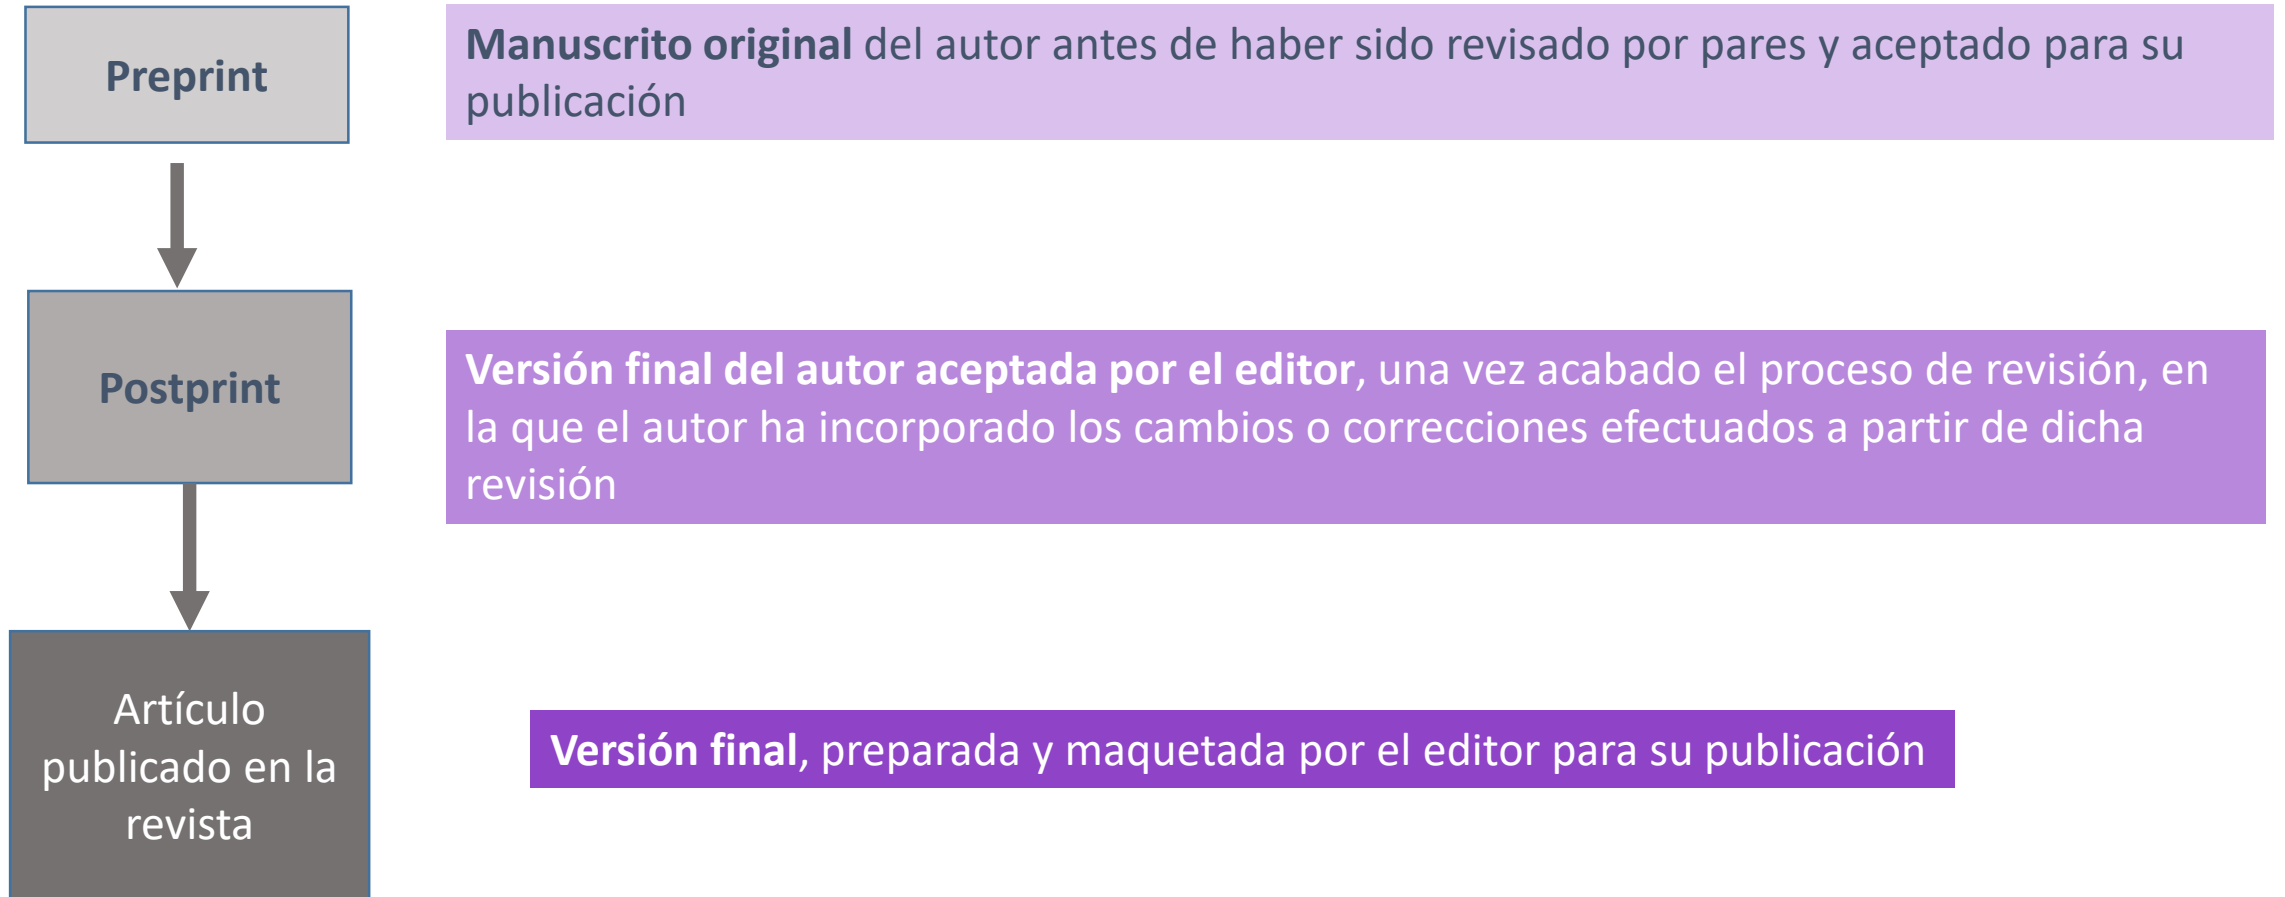 Preprint
Manuscrito original del autor antes de haber sido revisado por pares y aceptado para su
publicación
Postprint
Versión final del autor aceptada por el editor, una vez acabado el proceso de revisión, en
la que el autor ha incorporado los cambios o correcciones efectuados a partir de dicha
revisión
Artículo
publicado en la
revista
Versión final, preparada y maquetada por el editor para su publicación